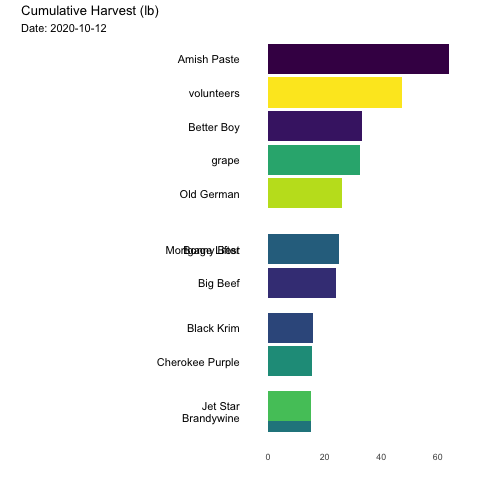 Cumulative Harvest (lb)
Date: 2020-10-12
Amish Paste
volunteers
Better Boy
grape
Old German
Big Beef
Black Krim
Cherokee Purple
Jet Star
Brandywine
0 20 40 60